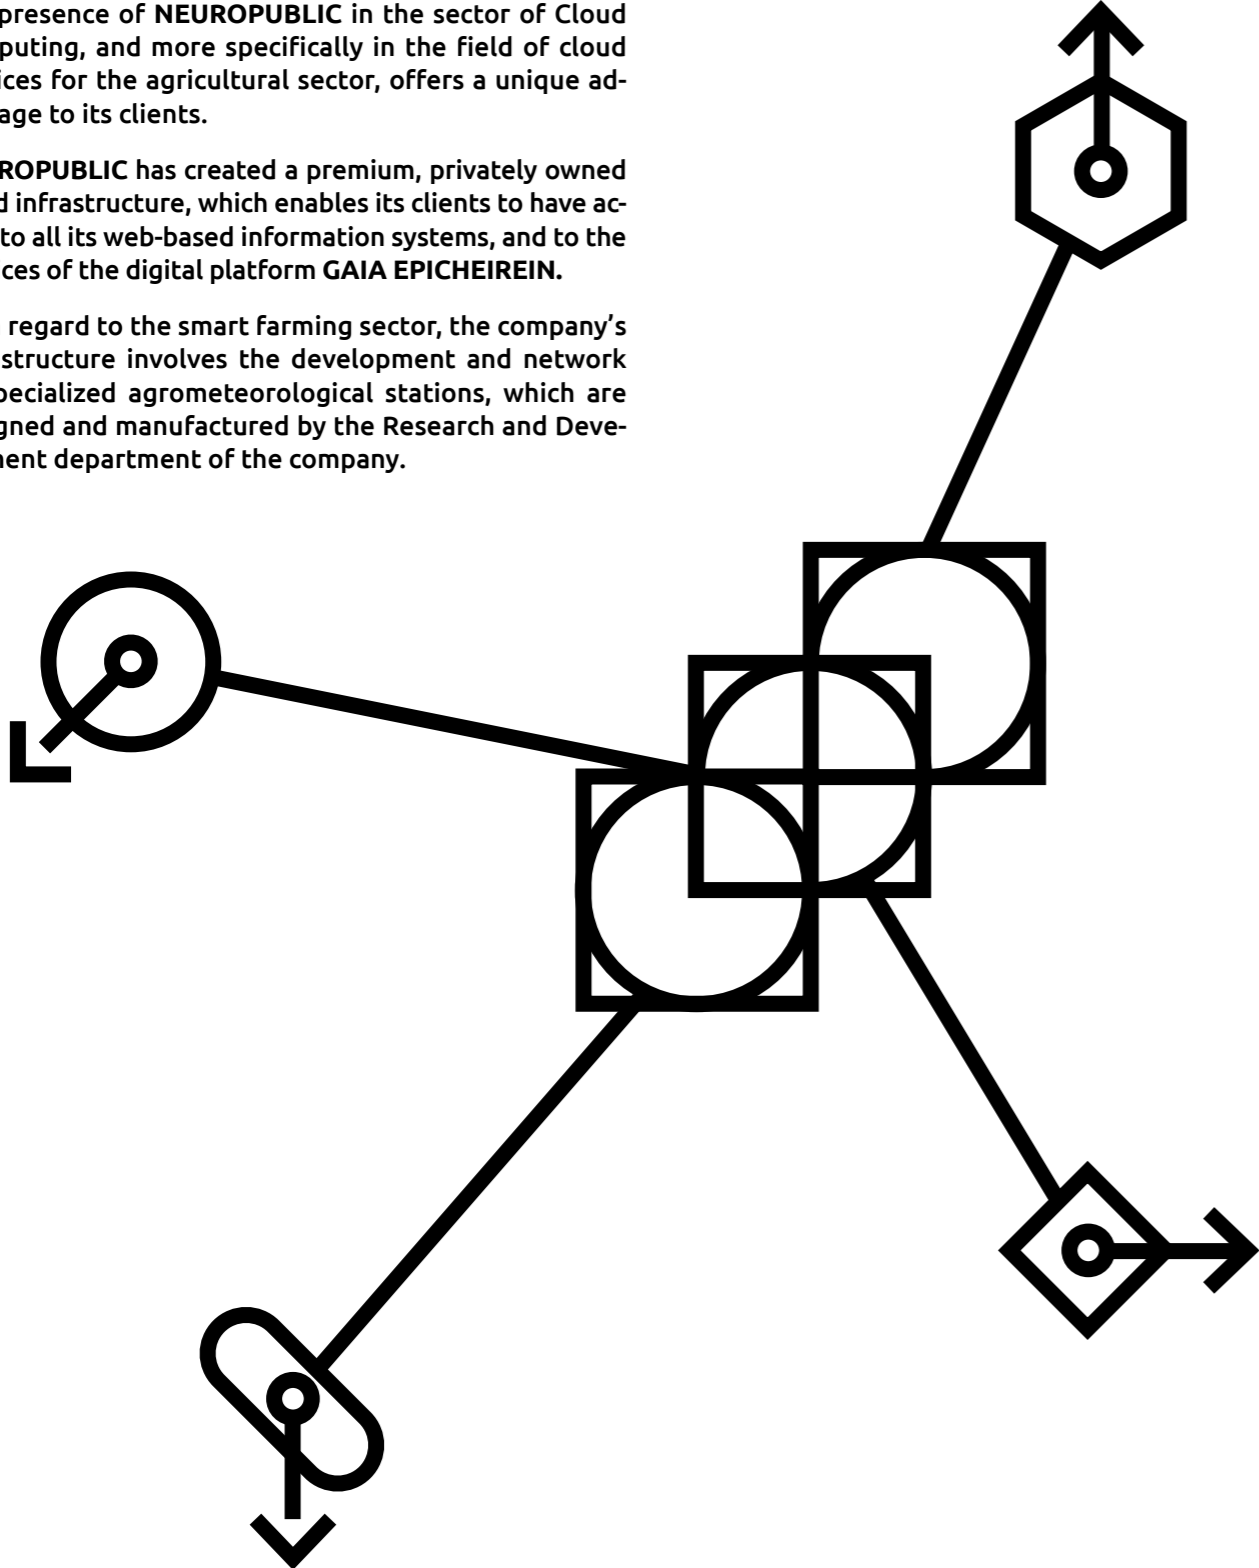 presence of NEUROPUBLIC in the sector of Cloud
puting, and more specifically in the field of cloud
ices for the agricultural sector, offers a unique ad-
age to its clients.
ROPUBLIC has created a premium, privately owned
d infrastructure, which enables its clients to have ac-
to all its web-based information systems, and to the
ces of the digital platform GAIA EPICHEIREIN.
regard to the smart farming sector, the company’s
structure involves the development and network
pecialized agrometeorological stations, which are
gned and manufactured by the Research and Deve-
ment department of the company.